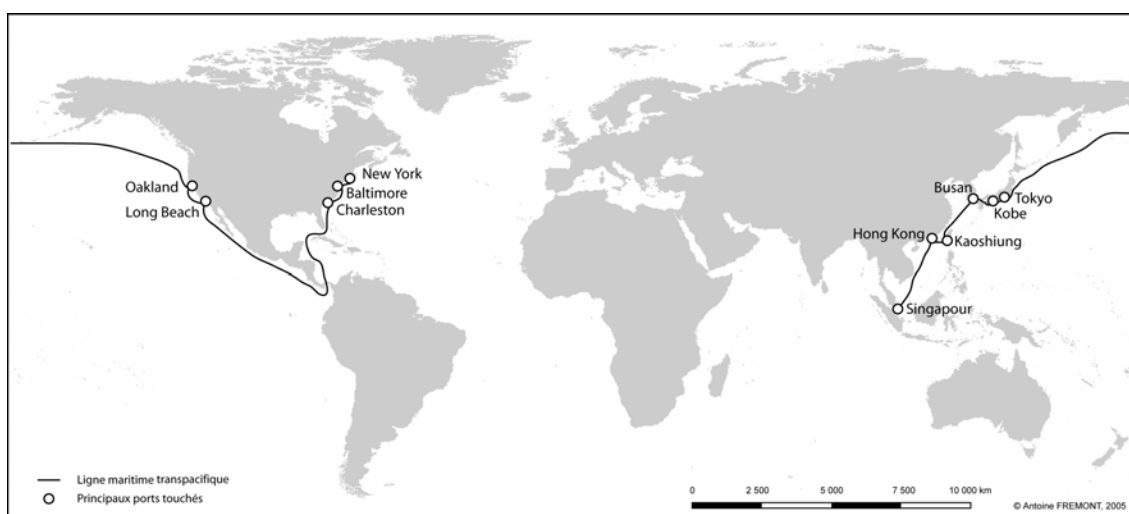 New York
Oakland
Baltimore
Long Beach
Charleston
Busan
Tokyo
Kobe
Hong Kong
Kaoshiung
Singapour
Ligne maritime transpacifique
Principaux ports touchés
0 2 500 5 000 7 500 10 000 km
© Antoine FREMONT, 2005